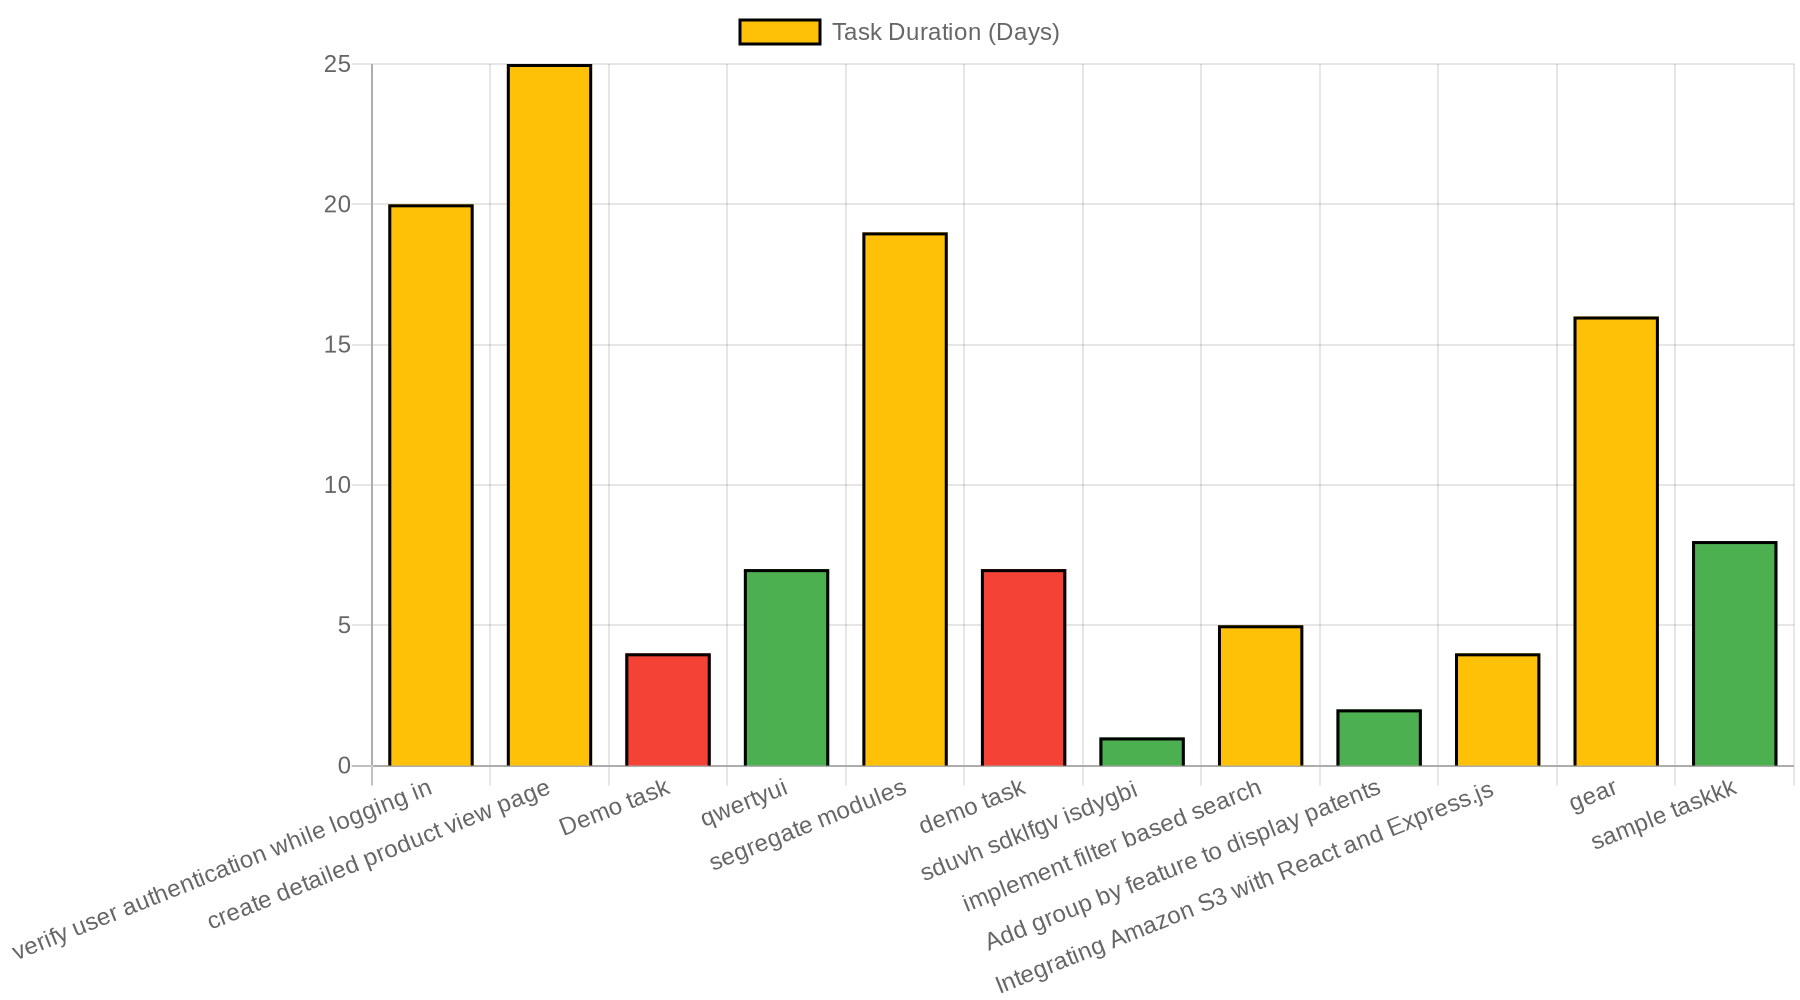 Task Duration (Days)
25
20
15
10
5
0
verify user authentication while logging in
create detailed product view page
Demo task
qwertyui
segregate modules
demo task
sduvh sdklfgv isdygbi
implement filter based search
Add group by feature to display patents
Integrating Amazon S3 with React and Express.js
gear
sample taskkk